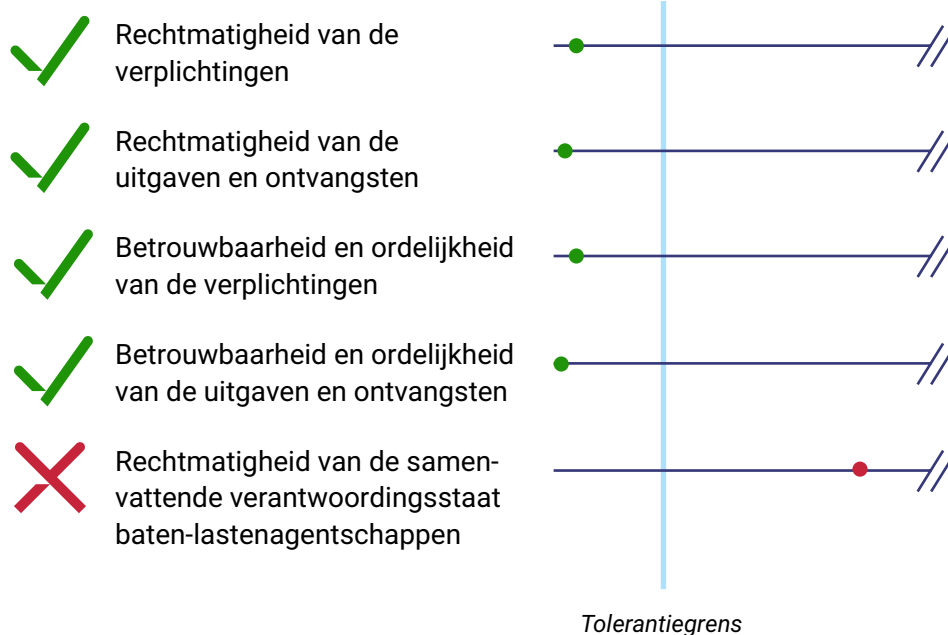 Rechtmatigheid van de
verplichtingen
Rechtmatigheid van de
uitgaven en ontvangsten
Betrouwbaarheid en ordelijkheid
van de verplichtingen
Betrouwbaarheid en ordelijkheid
van de uitgaven en ontvangsten
Rechtmatigheid van de samen-
vattende verantwoordingsstaat
baten-lastenagentschappen
Tolerantiegrens